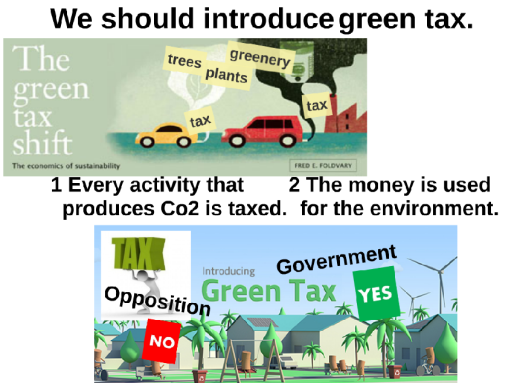 We should introduce green tax.
The
green
tax
shift
The economics of sustainability
trees
plants
greenery
tax
tax
FRED E. FOLDVARY
1 Every activity that
produces Co2 is taxed.
2 The money is used
for the environment.
TAX
Opposition
NO
Introducing
Green Tax
Government
YES